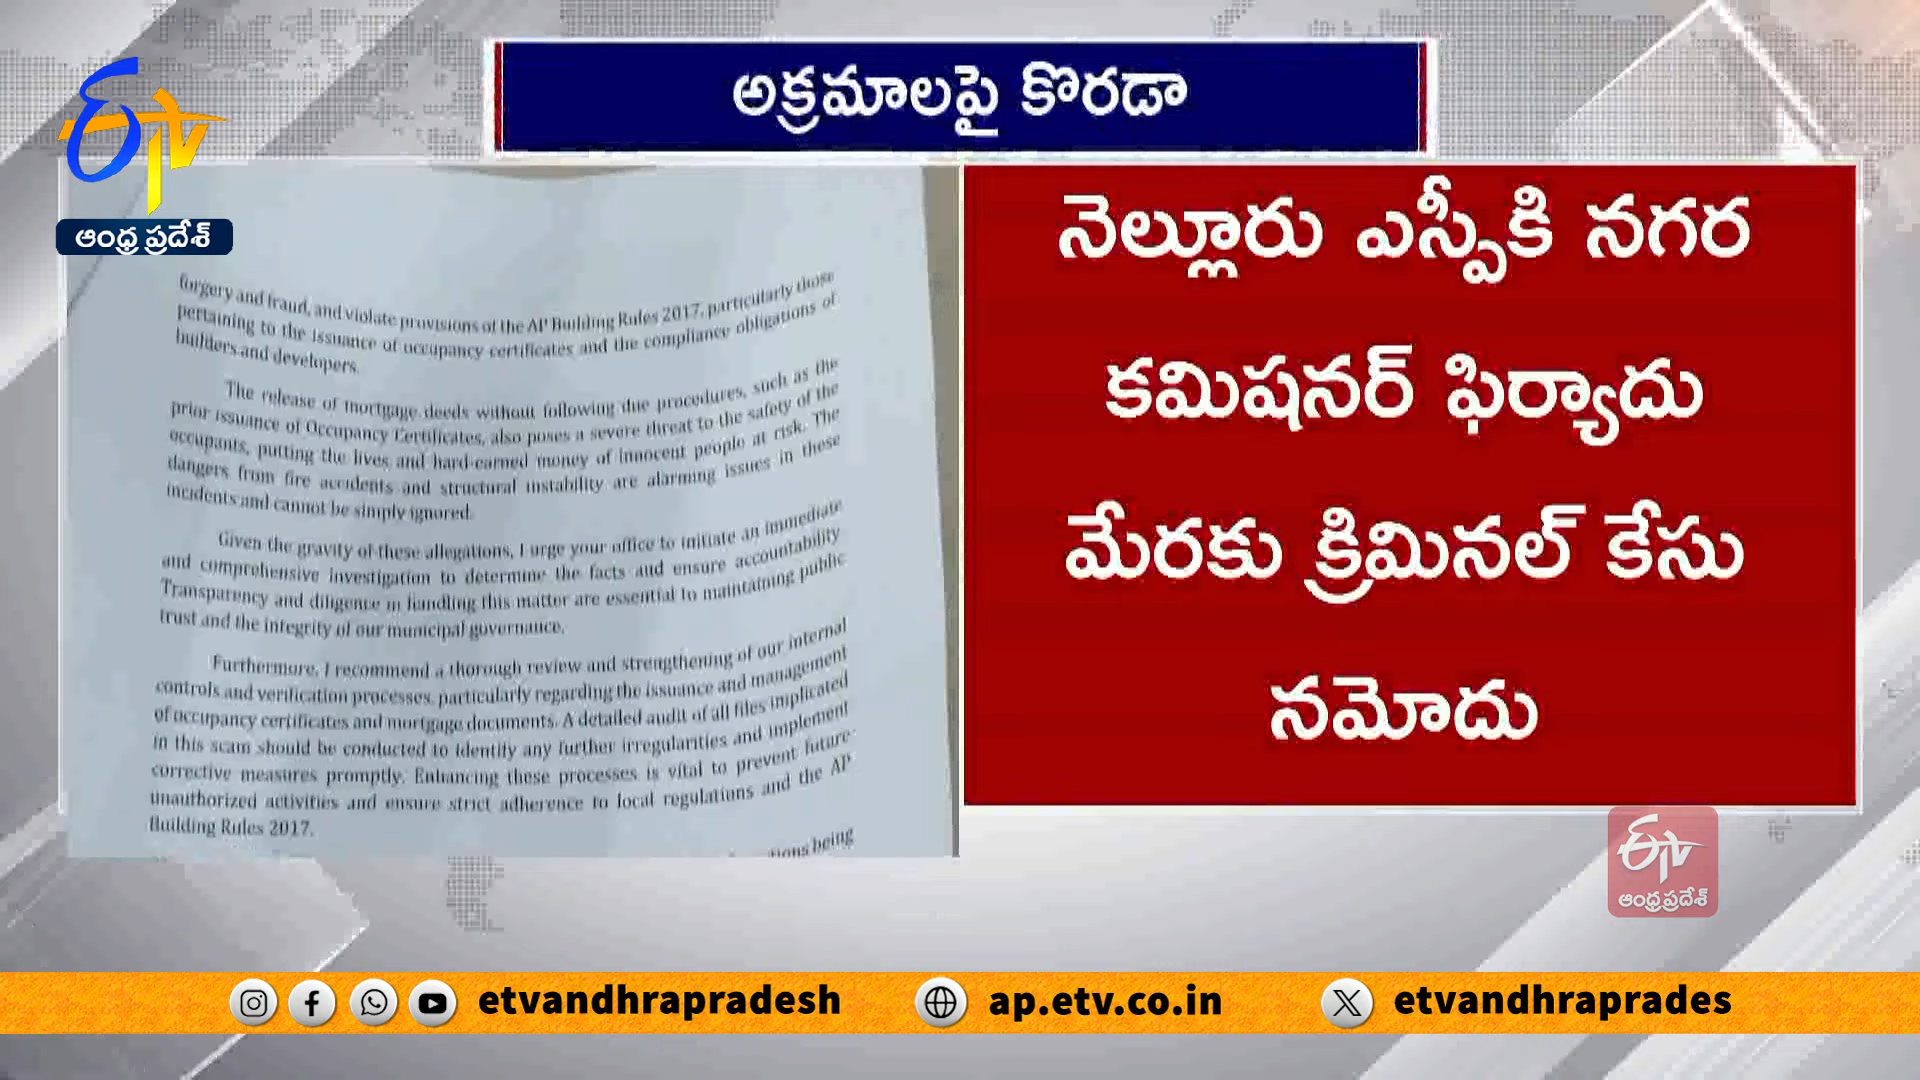 అక్రమాలపై కొరడా
ETV
ఆంధ్ర ప్రదేశ్
forgery and fraud, and violate provisions of the AP Building Rules 2017, particularly those
pertaining to the issuance of occupancy certificates and the compliance obligations of
builders and developers.
The release of mortgage deeds without following due procedures, such as the
prior issuance of Occupancy Certificates, also poses a severe threat to the safety of the
occupants, putting the lives and hard-earned money of innocent people at risk. The
dangers from fire accidents and structural instability are alarming issues in these
incidents and cannot be simply ignored.
Given the gravity of these allegations, I urge your office to initiate an immediate
and comprehensive investigation to determine the facts and ensure accountability
Transparency and diligence in handling this matter are essential to maintaining public
trust and the integrity of our municipal governance.
Furthermore, I recommend a thorough review and strengthening of our internal
controls and verification processes, particularly regarding the issuance and management
of occupancy certificates and mortgage documents. A detailed audit of all files implicated
in this scam should be conducted to identify any further irregularities and implement
corrective measures promptly. Enhancing these processes is vital to prevent future
unauthorized activities and ensure strict adherence to local regulations and the AP
Building Rules 2017.
being
నెల్లూరు ఎస్పీకి నగర
కమిషనర్ ఫిర్యాదు
మేరకు క్రిమినల్ కేసు
నమోదు
ఆంధ్రప్రదేశ్
etvandhrapradesh
ap.etv.co.in
etvandhraprades